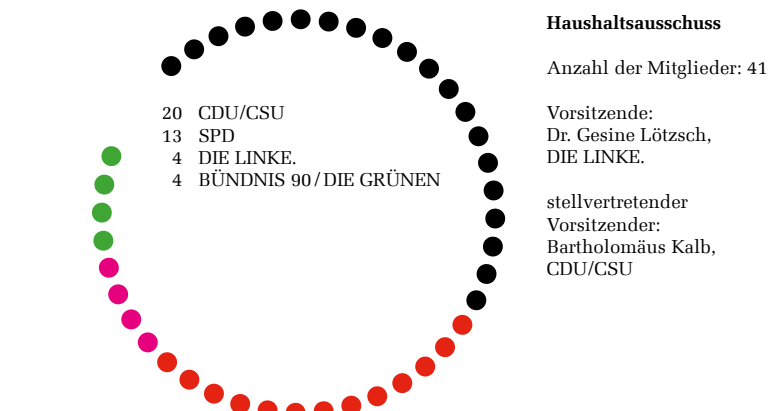 20 CDU/CSU
13 SPD
4 DIE LINKE.
4 BÜNDNIS 90/DIE GRÜNEN
Haushaltsausschuss
Anzahl der Mitglieder: 41
Vorsitzende:
Dr. Gesine Lötzsch,
DIE LINKE.
stellvertretender
Vorsitzender:
Bartholomäus Kalb,
CDU/CSU